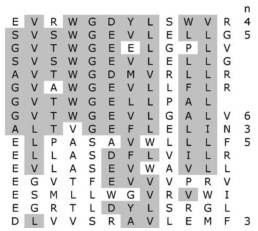 n
E V R W G D Y L S W V R 4
S V S W G E V L E L L G 5
G V T W G E E L G P L V
S V S W G E V L E L L G
A V T W G D M V R L L R
G V A W G E V L L F L R
G V T W G E L L P A L
G V T W G E V L G A L V 6
A L T V G E F L E L I N 3
E L P A S A V W L L L F 5
E L L A S D F L V I L R
E V L A S E V W A V L L
E G V T F E V V V P R V
E S M L L W G V R V W I
E G R T L D Y L S R G L
D L V V S R A V L E M F 3